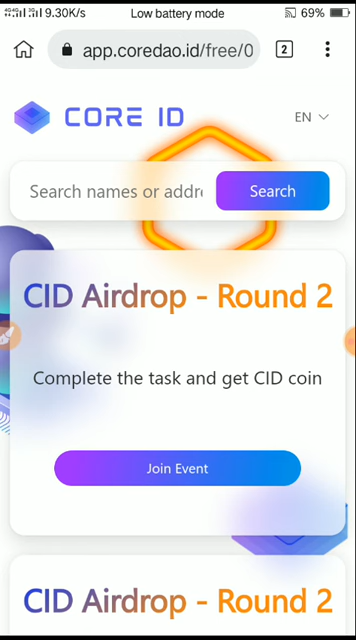 9.30K/s Low battery mode 69%
app.coredao.id/free/0 2
CORE ID EN
Search names or addre Search
CID Airdrop - Round 2
Complete the task and get CID coin
Join Event
CID Airdrop - Round 2